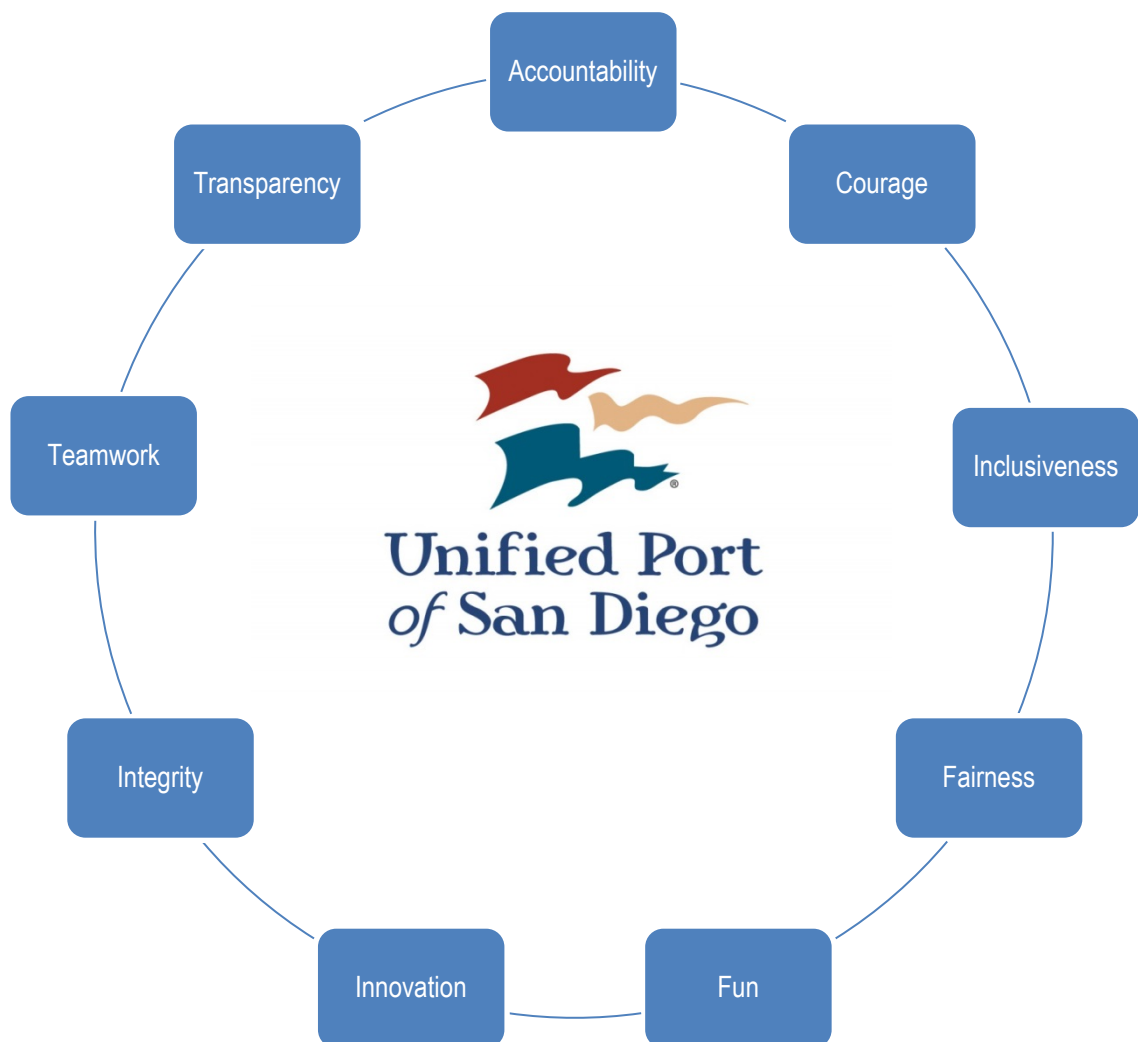 Accountability
Transparency
Courage
Teamwork
Inclusiveness
®
Unified Port
of San Diego
Integrity
Fairness
Innovation
Fun